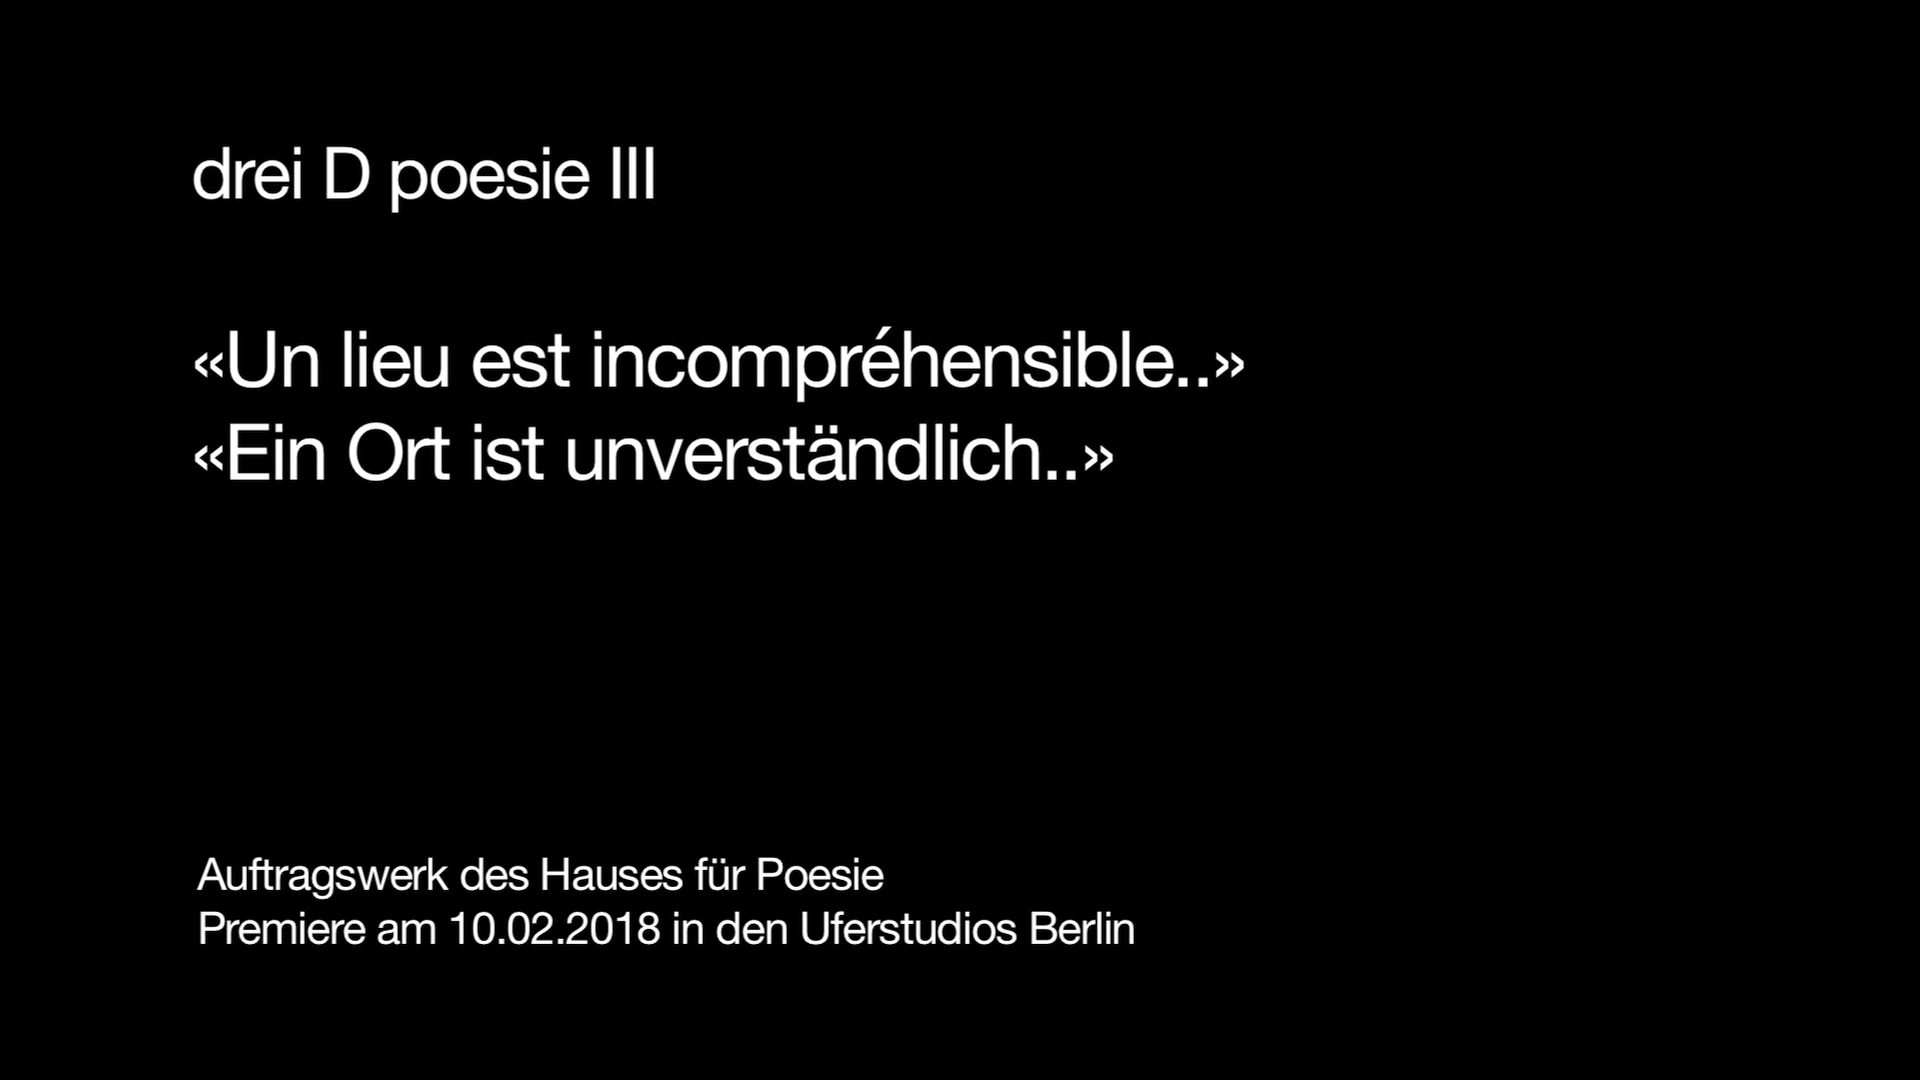 drei D poesie III
«Un lieu est incompréhensible..»
«Ein Ort ist unverständlich..»
Auftragswerk des Hauses für Poesie
Premiere am 10.02.2018 in den Uferstudios Berlin